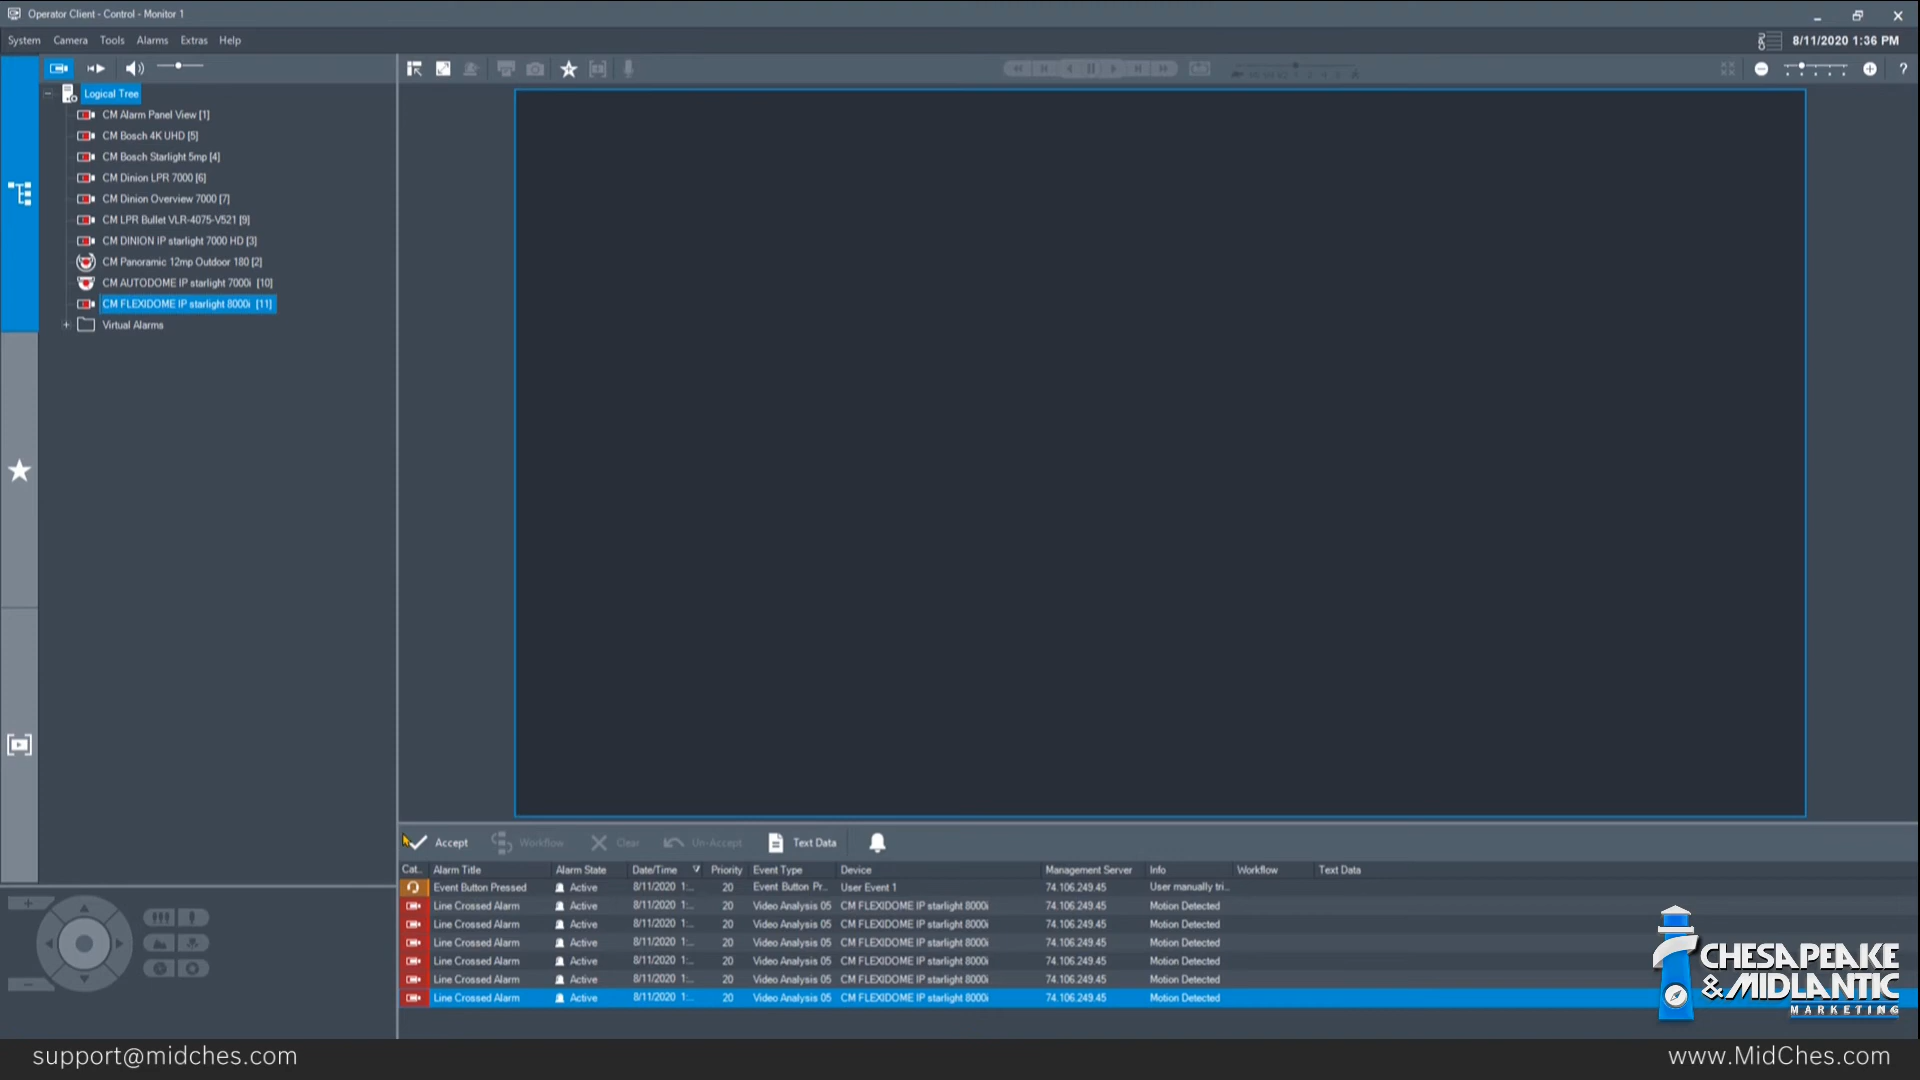 Operator Client - Control - Monitor 1
System Camera Tools Alarms Extras Help
8/11/2020 1:36 PM
?
Logical Tree
CM Alarm Panel View [1]
CM Bosch 4K UHD [5]
CM Bosch Starlight 5mp [4]
CM Dinion LPR 7000 [6]
CM Dinion Overview 7000 [7]
CM LPR Bullet VLR-4075-V521 [9]
CM DINION IP starlight 7000 HD [3]
CM Panoramic 12mp Outdoor 180 [2]
CM AUTODOME IP starlight 7000i [10]
CM FLEXIDOME IP starlight 8000i [11]
Virtual Alarms
Accept Workflow Clear Un-Accept Text Data
Cat.. Alarm Title Alarm State Date/Time Priority Event Type Device Management Server Info Workflow Text Data
Event Button Pressed Active 8/11/2020 1:... 20 Event Button Pr... User Event 1 74.106.249.45 User manually tri...
Line Crossed Alarm Active 8/11/2020 1:... 20 Video Analysis 05 CM FLEXIDOME IP starlight 8000i 74.106.249.45 Motion Detected
Line Crossed Alarm Active 8/11/2020 1:... 20 Video Analysis 05 CM FLEXIDOME IP starlight 8000i 74.106.249.45 Motion Detected
Line Crossed Alarm Active 8/11/2020 1:... 20 Video Analysis 05 CM FLEXIDOME IP starlight 8000i 74.106.249.45 Motion Detected
Line Crossed Alarm Active 8/11/2020 1:... 20 Video Analysis 05 CM FLEXIDOME IP starlight 8000i 74.106.249.45 Motion Detected
Line Crossed Alarm Active 8/11/2020 1:... 20 Video Analysis 05 CM FLEXIDOME IP starlight 8000i 74.106.249.45 Motion Detected
Line Crossed Alarm Active 8/11/2020 1:... 20 Video Analysis 05 CM FLEXIDOME IP starlight 8000i 74.106.249.45 Motion Detected
CHESAPEAKE
& MIDLANTIC
MARKETING
support@midches.com
www.MidChes.com